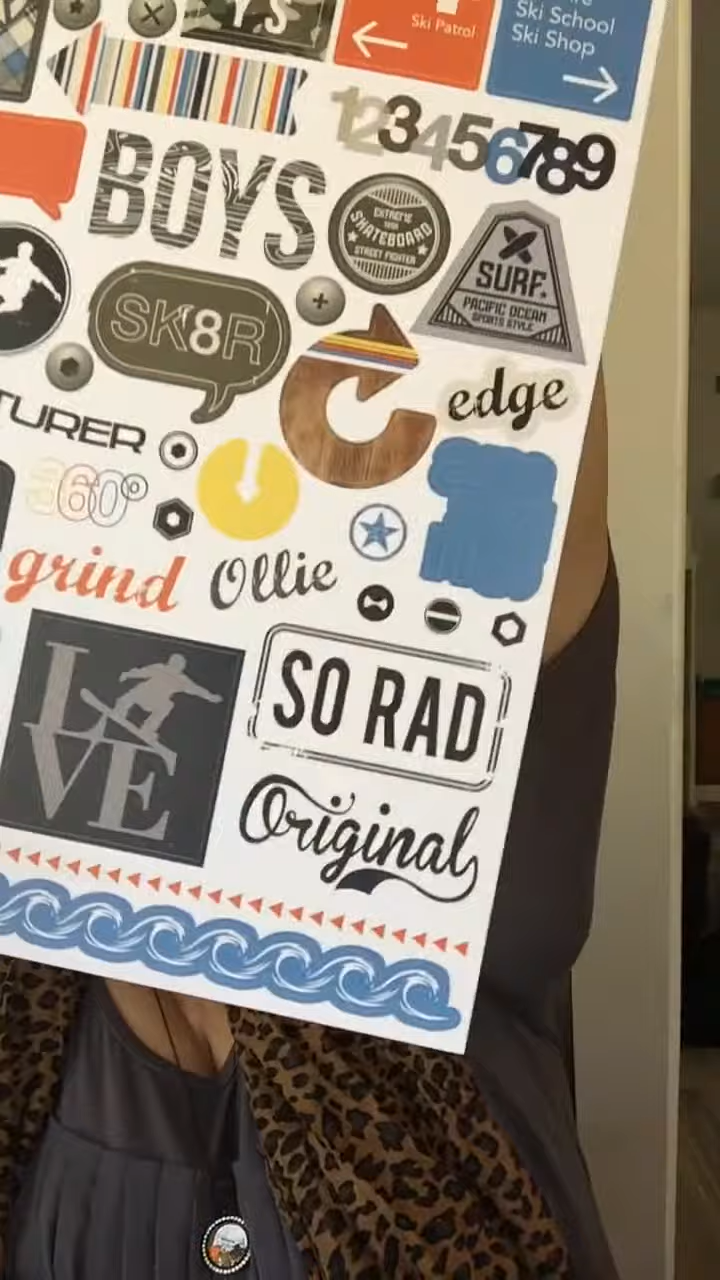 YS
Ski Patrol
Ski School
Ski Shop
123456789
BOYS
EXTREME
SKATEBOARD
STREET FIGHTER
SURF.
PACIFIC OCEAN
SPORTS STYLE
SK8R
edge
TURER
360°
grind
Ollie
LOVE
SO RAD
Original